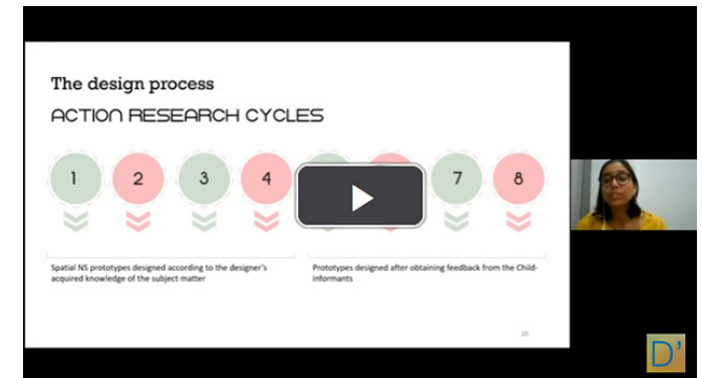 The design process
ACTION RESEARCH CYCLES
1 2 3 4 7 8
Spatial NS prototypes designed according to the designer's
acquired knowledge of the subject matter
Prototypes designed after obtaining feedback from the Child-
informants
D'